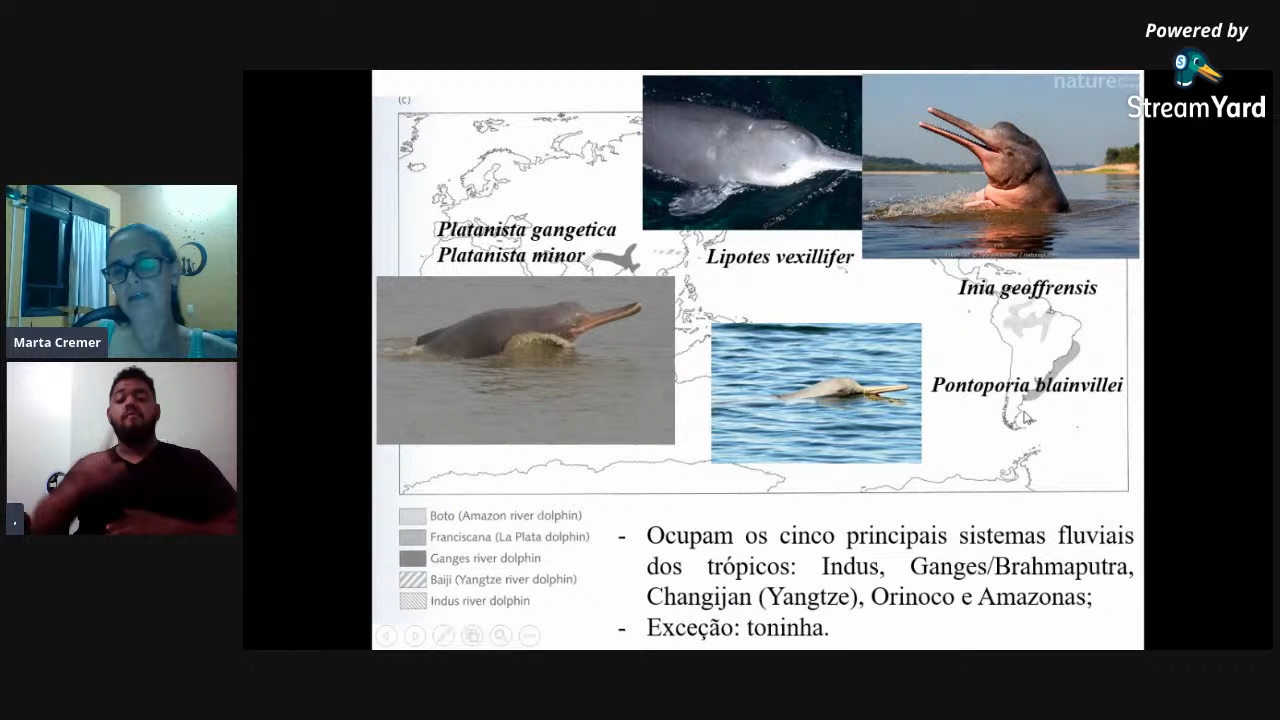 Powered by
StreamYard
(c)
nature
Platanista gangetica
Platanista minor
Lipotes vexillifer
Inia geoffrensis
Pontoporia blainvillei
Marta Cremer
Boto (Amazon river dolphin)
Franciscana (La Plata dolphin)
Ganges river dolphin
Baiji (Yangtze river dolphin)
Indus river dolphin
- Ocupam os cinco principais sistemas fluviais
dos trópicos: Indus, Ganges/Brahmaputra,
Changijan (Yangtze), Orinoco e Amazonas;
- Exceção: toninha.